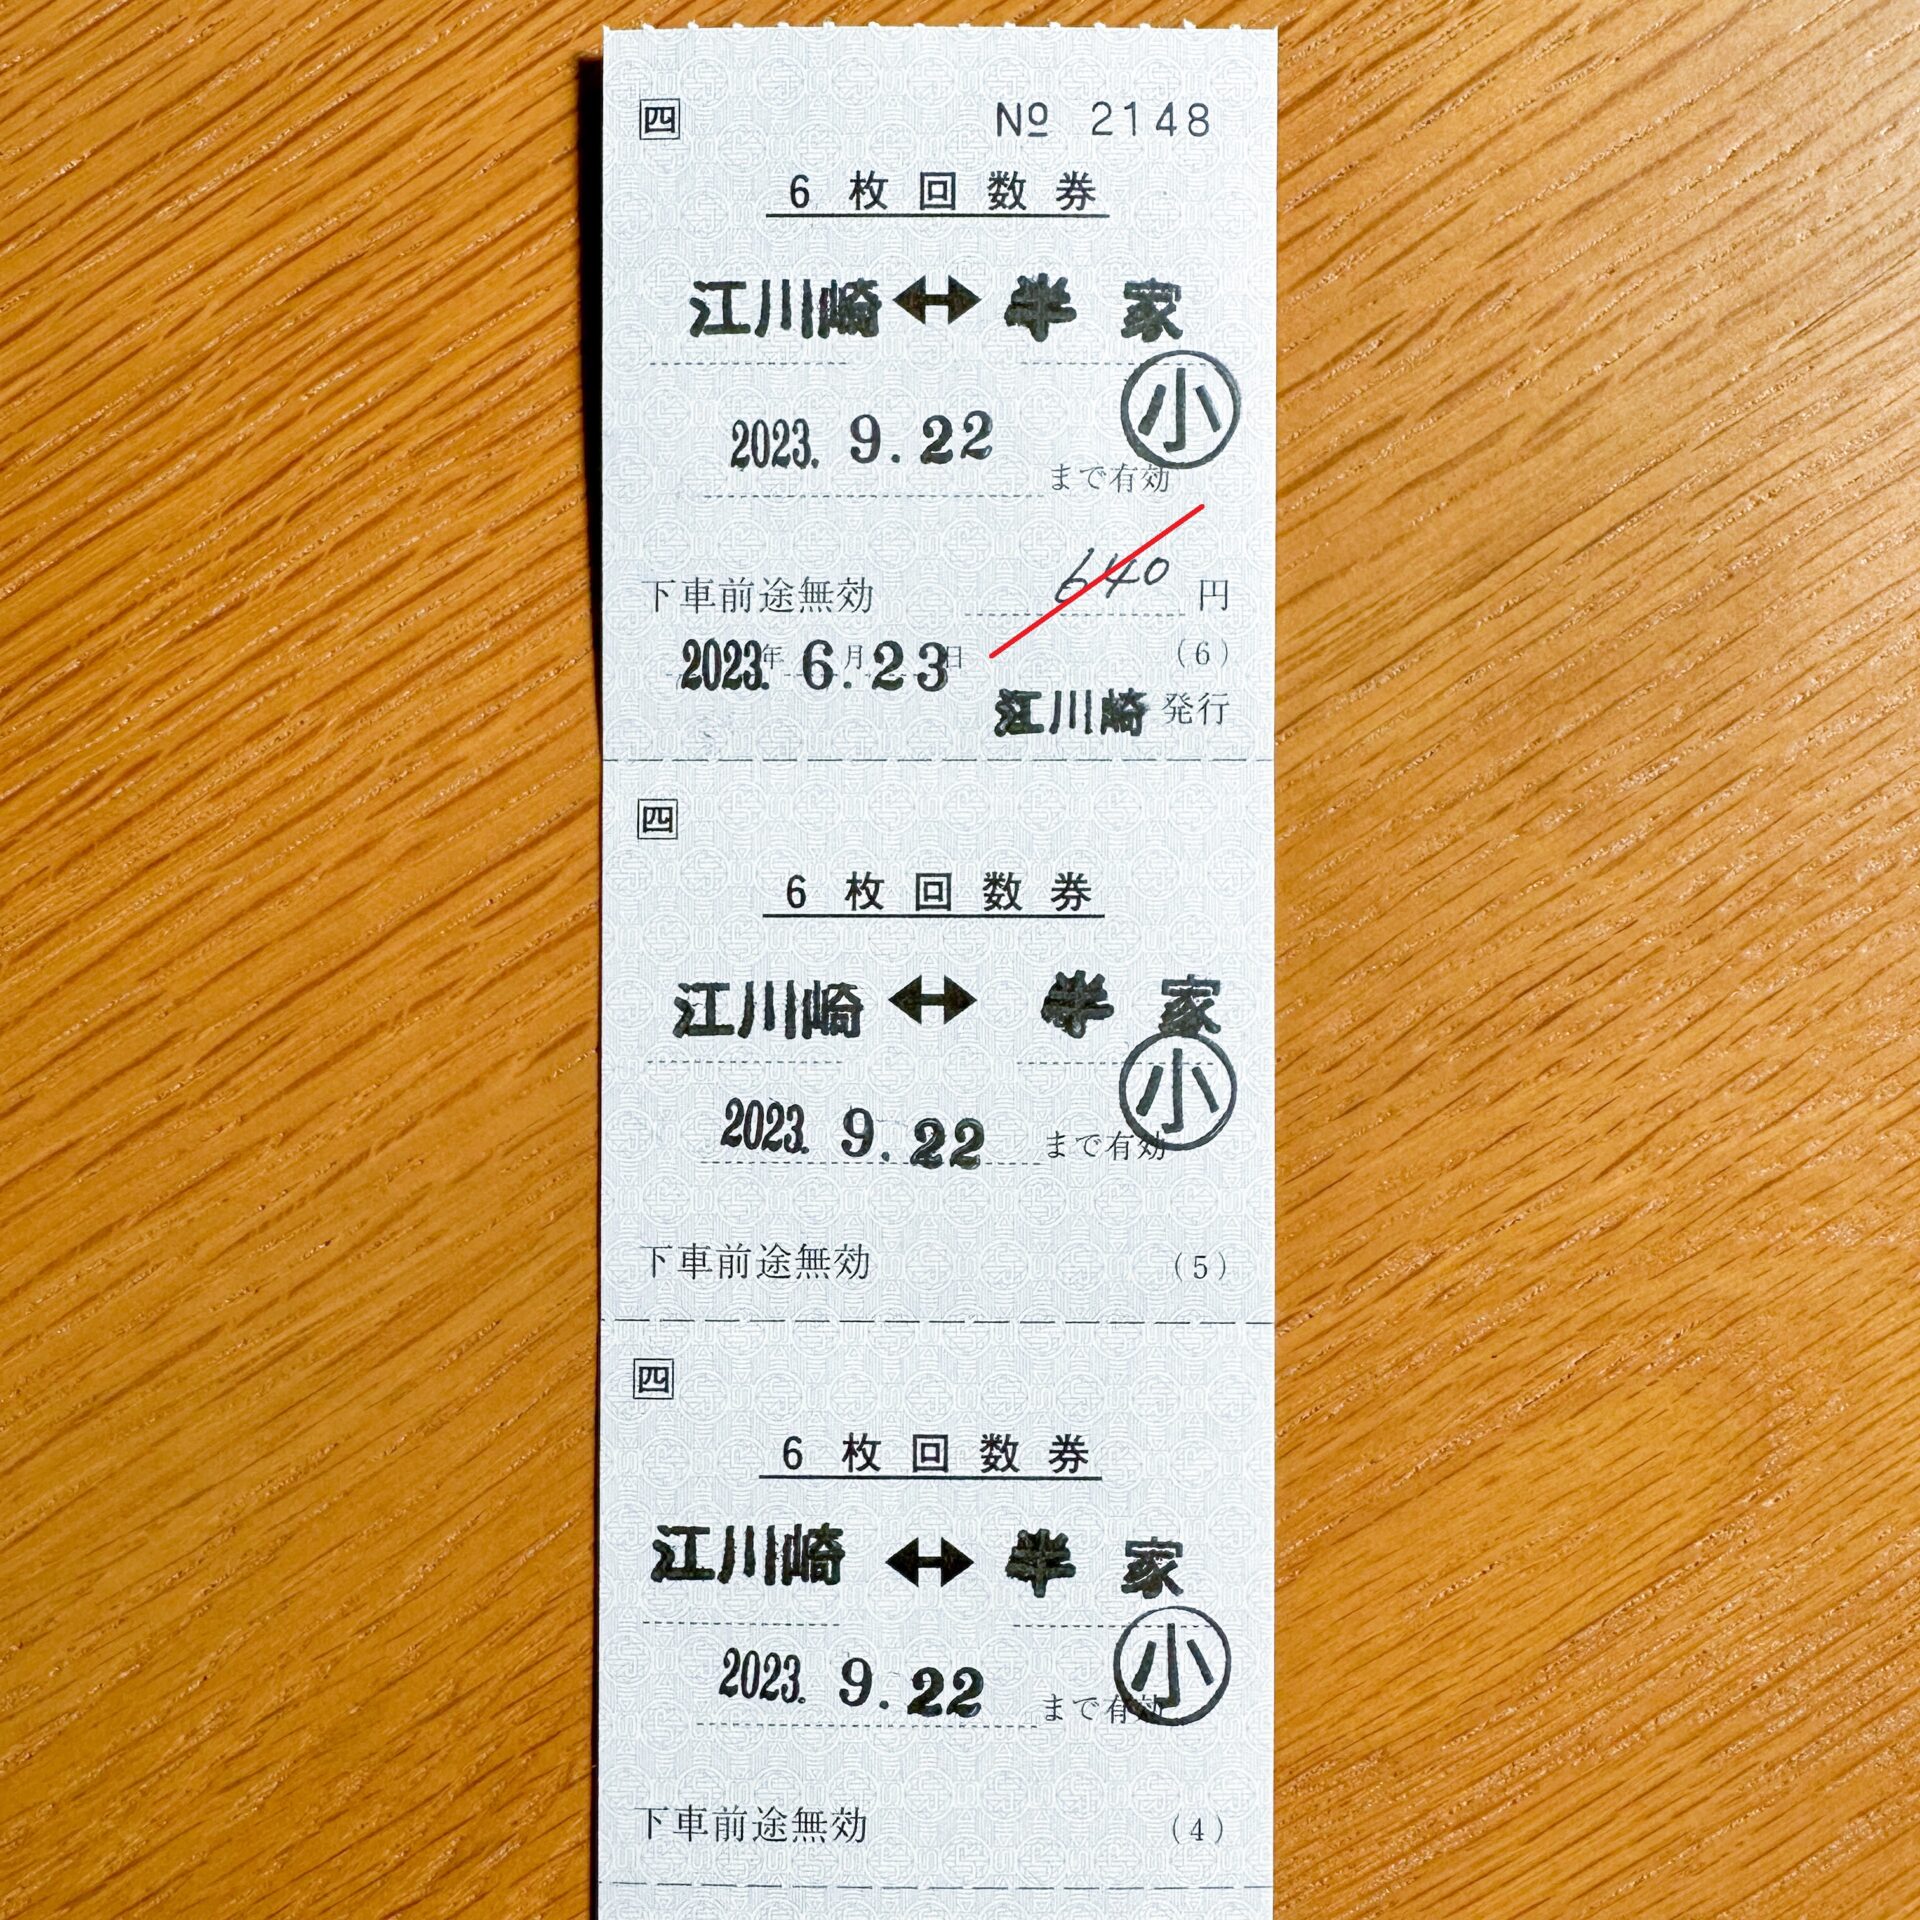 四 No 2148
6枚回数券
江川崎↔半家
小
2023. 9.22 まで有効
下車前途無効 640円
2023.年 6.月23日 (6)
江川崎 発行
四
6枚回数券
江川崎↔半家
小
2023. 9.22 まで有効
下車前途無効 (5)
四
6枚回数券
江川崎↔半家
小
2023. 9.22 まで有効
下車前途無効 (4)